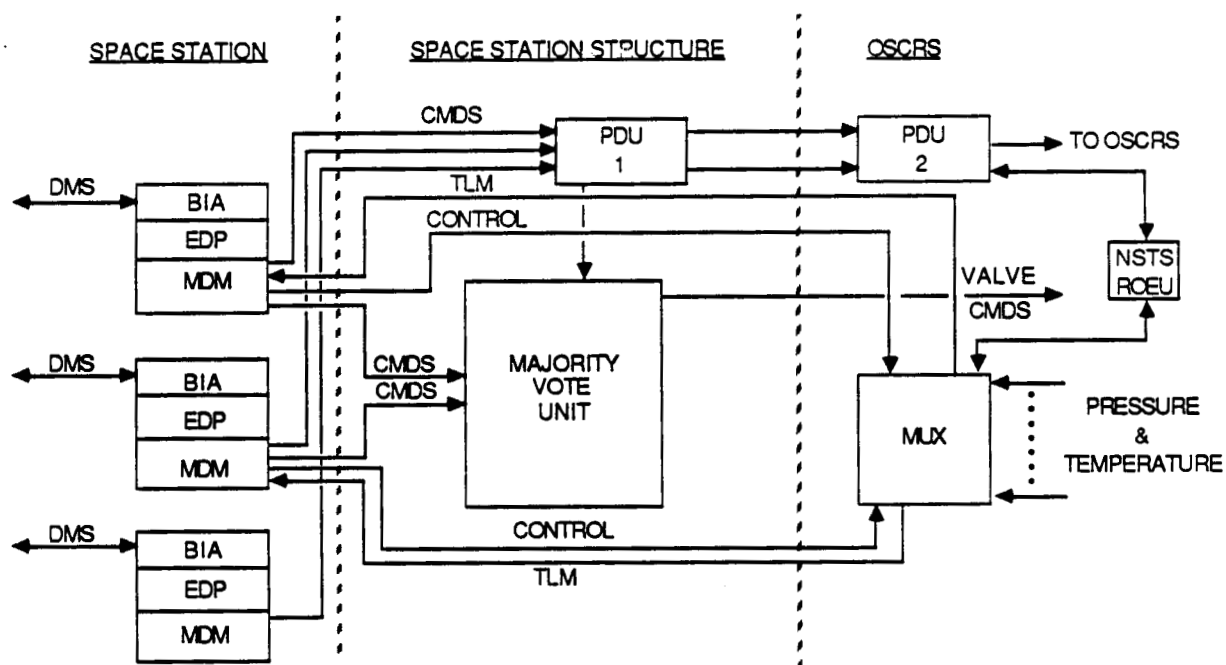 SPACE STATION
SPACE STATION STRUCTURE
OSCRS
CMDS
PDU
1
PDU
2
TO OSCRS
DMS
BIA
EDP
MDM
TLM
CONTROL
NSTS
ROEU
VALVE
CMDS
MAJORITY
VOTE
UNIT
CMDS
CMDS
DMS
BIA
EDP
MDM
MUX
PRESSURE
&
TEMPERATURE
CONTROL
TLM
DMS
BIA
EDP
MDM